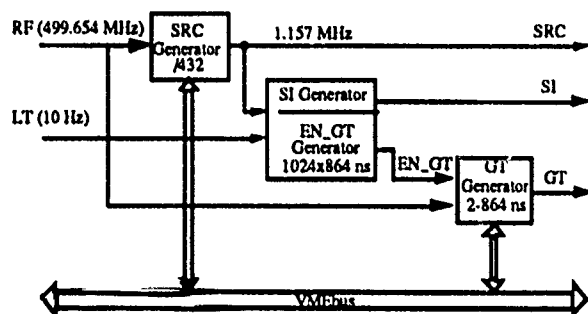 RF (499.654 MHz)
SRC
Generator
/432
1.157 MHz
SRC
SI Generator
SI
LT (10 Hz)
EN_GT
Generator
1024x864 ns
EN_GT
GT
Generator
2-864 ns
GT
VMEbus